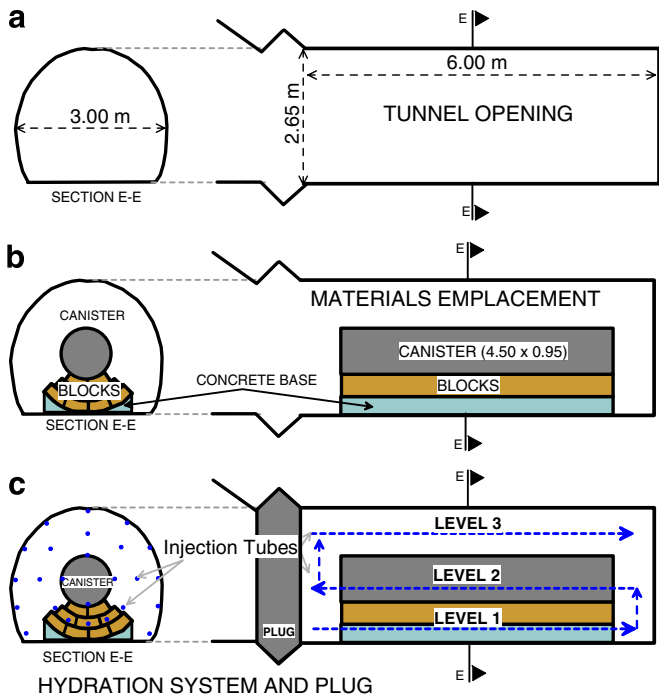 a
E
6.00 m
3.00 m
2.65 m
TUNNEL OPENING
SECTION E-E
E
b
E
MATERIALS EMPLACEMENT
CANISTER
CANISTER (4.50 x 0.95)
BLOCKS
BLOCKS
CONCRETE BASE
SECTION E-E
E
c
E
LEVEL 3
Injection Tubes
CANISTER
LEVEL 2
LEVEL 1
PLUG
SECTION E-E
E
HYDRATION SYSTEM AND PLUG